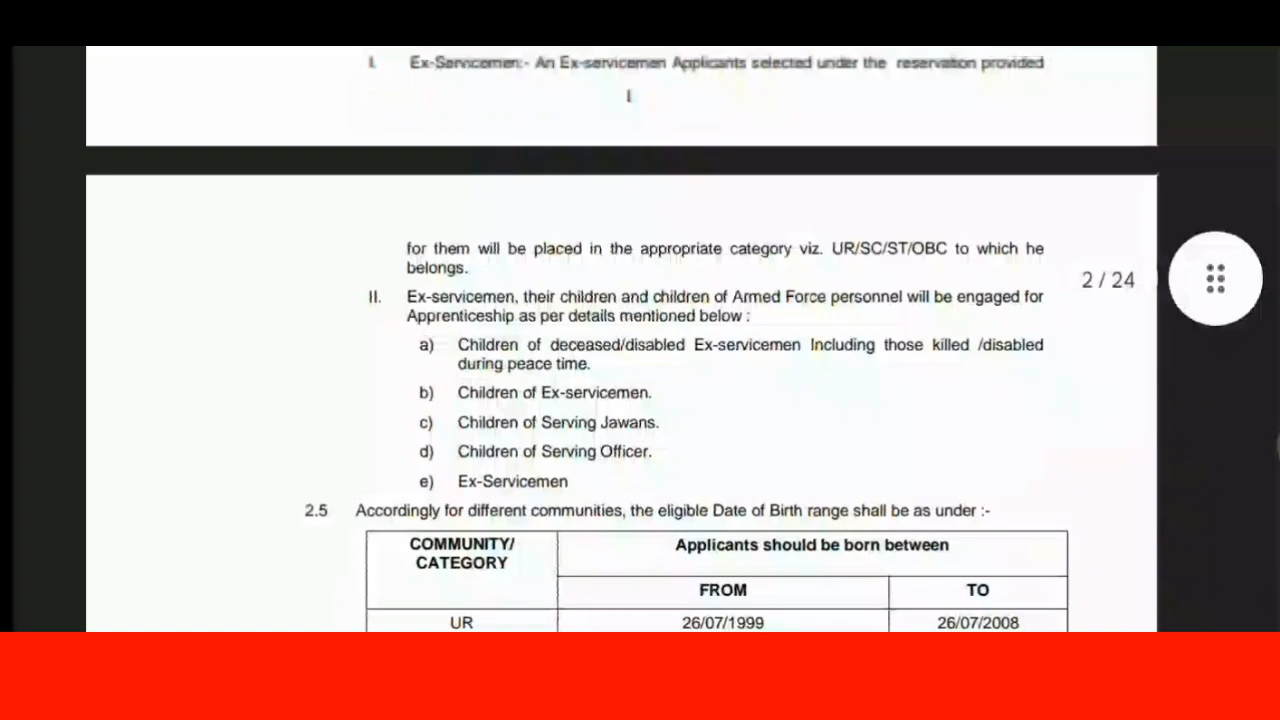 I. Ex-Servicemen:- An Ex-servicemen Applicants selected under the reservation provided
I
for them will be placed in the appropriate category viz. UR/SC/ST/OBC to which he
belongs.
2 / 24
II. Ex-servicemen, their children and children of Armed Force personnel will be engaged for
Apprenticeship as per details mentioned below :
a) Children of deceased/disabled Ex-servicemen Including those killed /disabled
during peace time.
b) Children of Ex-servicemen.
c) Children of Serving Jawans.
d) Children of Serving Officer.
e) Ex-Servicemen
2.5 Accordingly for different communities, the eligible Date of Birth range shall be as under :-
COMMUNITY/ Applicants should be born between
CATEGORY
FROM TO
UR 26/07/1999 26/07/2008